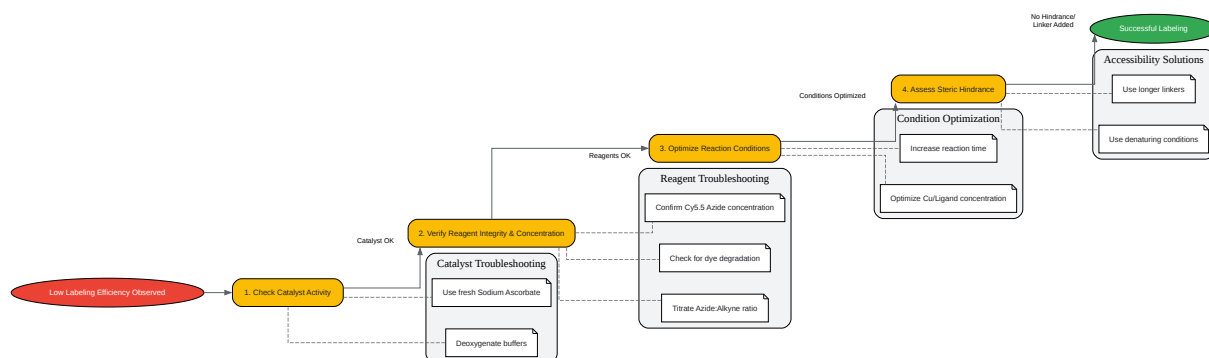 Low Labeling Efficiency Observed
1. Check Catalyst Activity
Catalyst OK
Catalyst Troubleshooting
Use fresh Sodium Ascorbate
Deoxygenate buffers
2. Verify Reagent Integrity & Concentration
Reagents OK
Reagent Troubleshooting
Confirm Cy5.5 Azide concentration
Check for dye degradation
Titrate Azide:Alkyne ratio
3. Optimize Reaction Conditions
Conditions Optimized
Condition Optimization
Increase reaction time
Optimize Cu/Ligand concentration
4. Assess Steric Hindrance
No Hindrance/
Linker Added
Accessibility Solutions
Use longer linkers
Use denaturing conditions
Successful Labeling